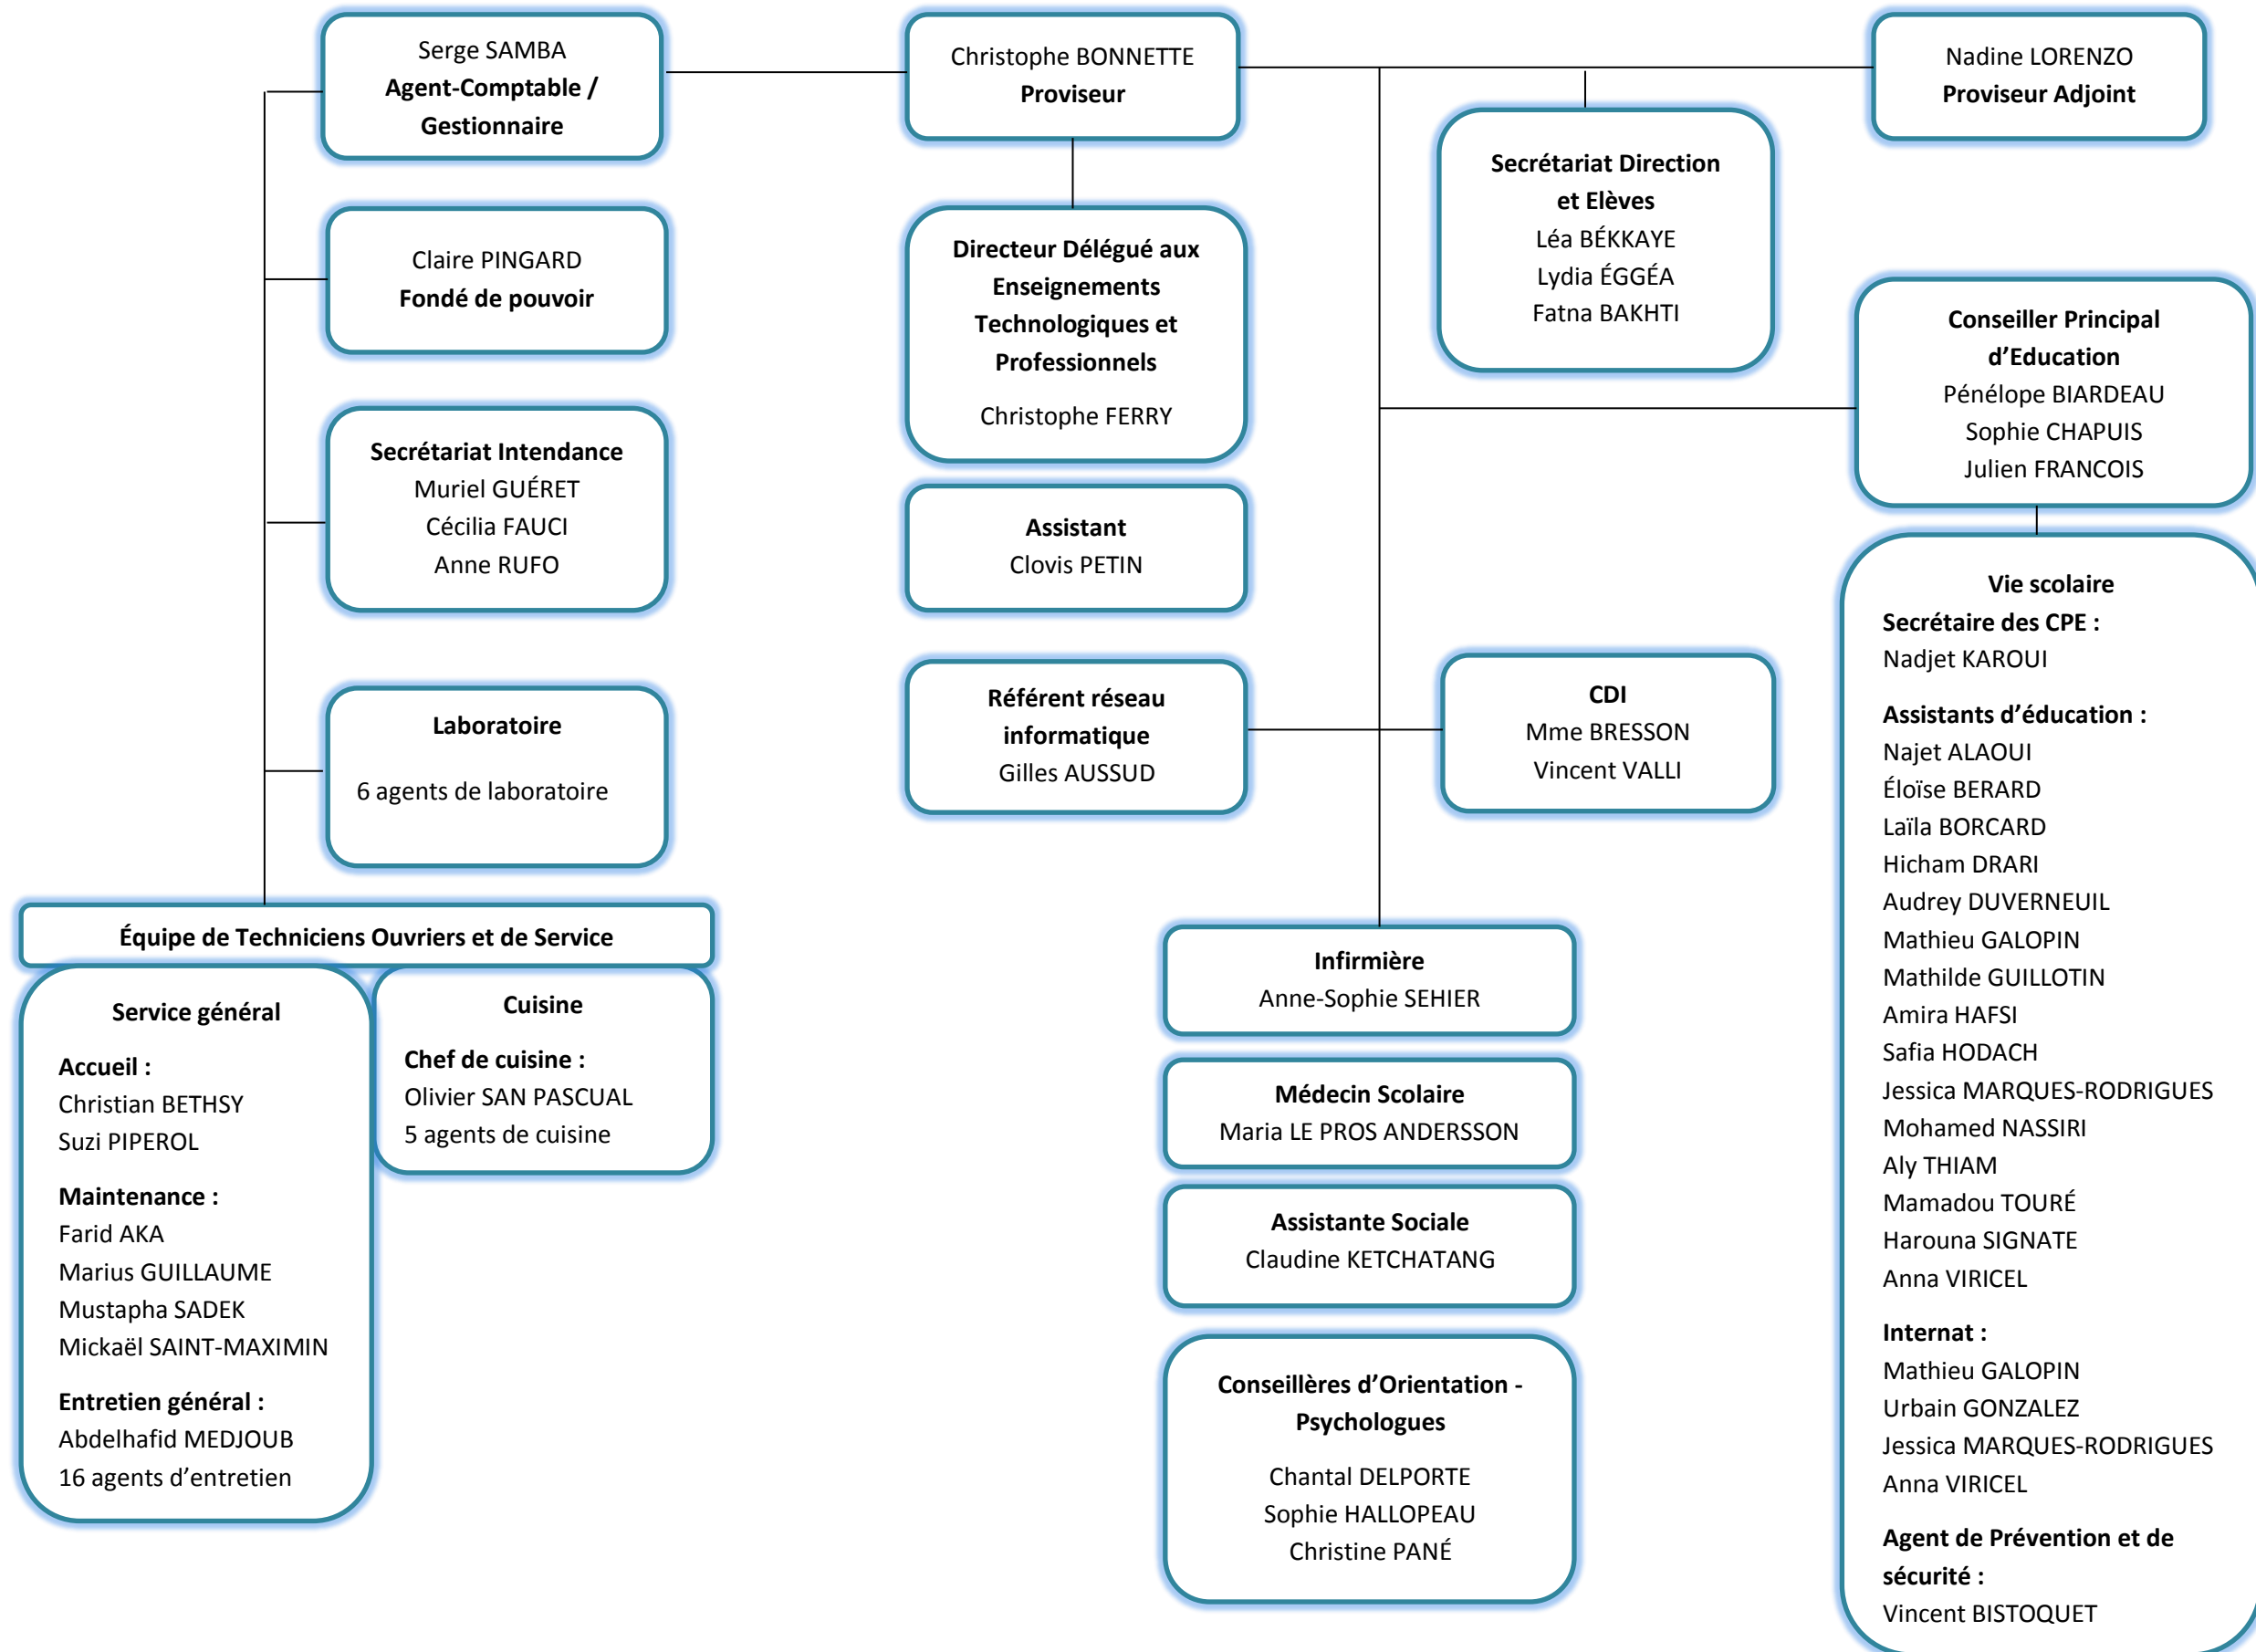 Serge SAMBA
Agent-Comptable /
Gestionnaire
Christophe BONNETTE
Proviseur
Nadine LORENZO
Proviseur Adjoint
Secrétariat Direction
et Elèves
Léa BÉKKAYE
Lydia ÉGGÉA
Fatna BAKHTI
Claire PINGARD
Fondé de pouvoir
Directeur Délégué aux
Enseignements
Technologiques et
Professionnels
Christophe FERRY
Conseiller Principal
d’Education
Pénélope BIARDEAU
Sophie CHAPUIS
Julien FRANCOIS
Secrétariat Intendance
Muriel GUÉRET
Cécilia FAUCI
Anne RUFO
Assistant
Clovis PETIN
Laboratoire
6 agents de laboratoire
Référent réseau
informatique
Gilles AUSSUD
CDI
Mme BRESSON
Vincent VALLI
Vie scolaire
Secrétaire des CPE :
Nadjet KAROUI
Assistants d’éducation :
Najet ALAOUI
Éloïse BERARD
Laïla BORCARD
Hicham DRARI
Audrey DUVERNEUIL
Mathieu GALOPIN
Mathilde GUILLOTIN
Amira HAFSI
Safia HODACH
Jessica MARQUES-RODRIGUES
Mohamed NASSIRI
Aly THIAM
Mamadou TOURÉ
Harouna SIGNATE
Anna VIRICEL
Internat :
Mathieu GALOPIN
Urbain GONZALEZ
Jessica MARQUES-RODRIGUES
Anna VIRICEL
Agent de Prévention et de
sécurité :
Vincent BISTOQUET
Équipe de Techniciens Ouvriers et de Service
Service général
Accueil :
Christian BETHSY
Suzi PIPEROL
Maintenance :
Farid AKA
Marius GUILLAUME
Mustapha SADEK
Mickaël SAINT-MAXIMIN
Entretien général :
Abdelhafid MEDJOUB
16 agents d’entretien
Cuisine
Chef de cuisine :
Olivier SAN PASCUAL
5 agents de cuisine
Infirmière
Anne-Sophie SEHIER
Médecin Scolaire
Maria LE PROS ANDERSSON
Assistante Sociale
Claudine KETCHATANG
Conseillères d’Orientation -
Psychologues
Chantal DELPORTE
Sophie HALLOPEAU
Christine PANÉ